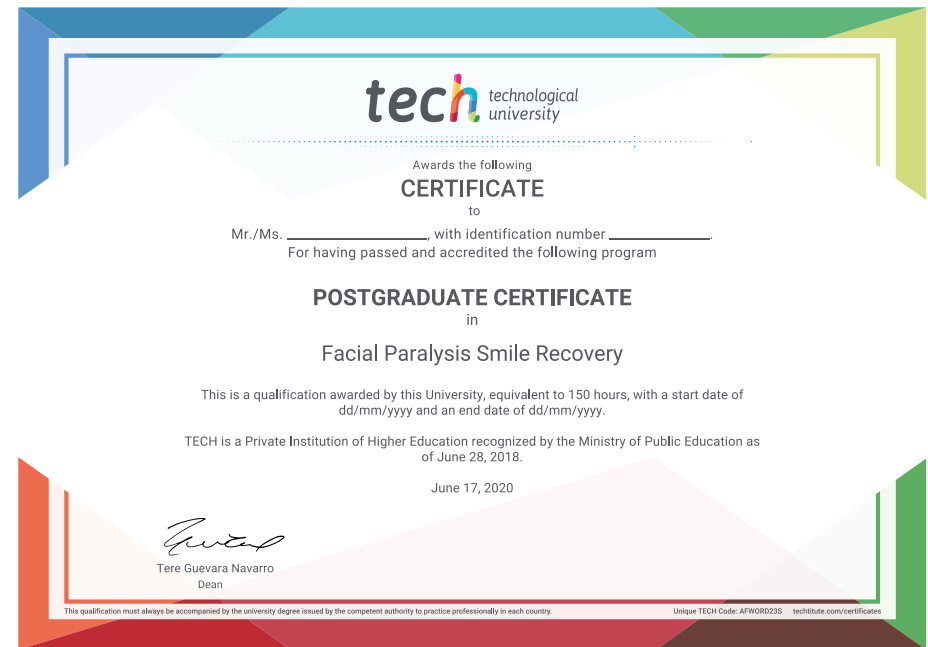 tech technological
university
Awards the following
CERTIFICATE
to
Mr./Ms. ____________________, with identification number ______________.
For having passed and accredited the following program
POSTGRADUATE CERTIFICATE
in
Facial Paralysis Smile Recovery
This is a qualification awarded by this University, equivalent to 150 hours, with a start date of
dd/mm/yyyy and an end date of dd/mm/yyyy.
TECH is a Private Institution of Higher Education recognized by the Ministry of Public Education as
of June 28, 2018.
June 17, 2020
Tere Guevara Navarro
Dean
This qualification must always be accompanied by the university degree issued by the competent authority to practice professionally in each country. Unique TECH Code: AFWORD23S techtitute.com/certificates